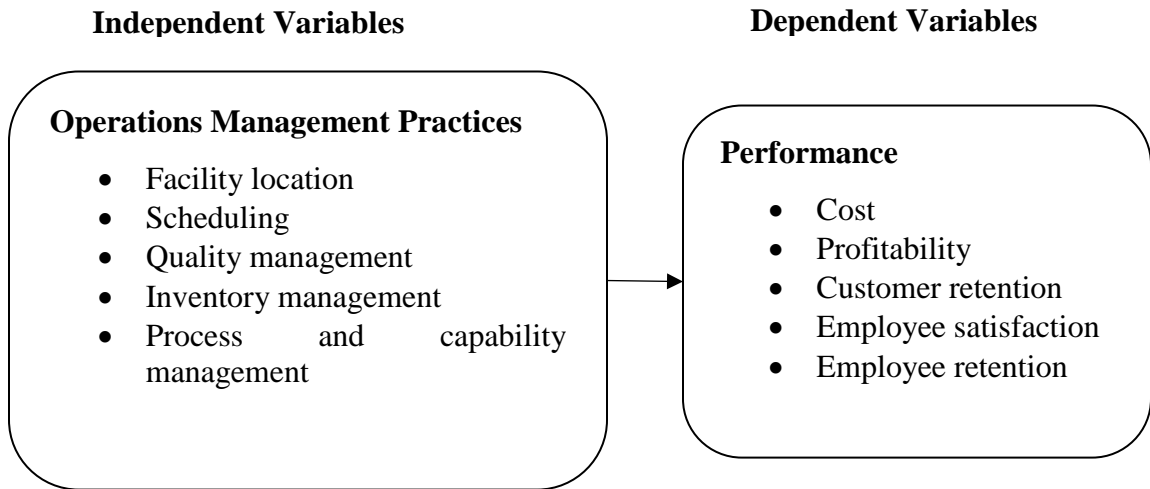 Independent Variables
Dependent Variables
Operations Management Practices
• Facility location
• Scheduling
• Quality management
• Inventory management
• Process and capability
management
Performance
• Cost
• Profitability
• Customer retention
• Employee satisfaction
• Employee retention